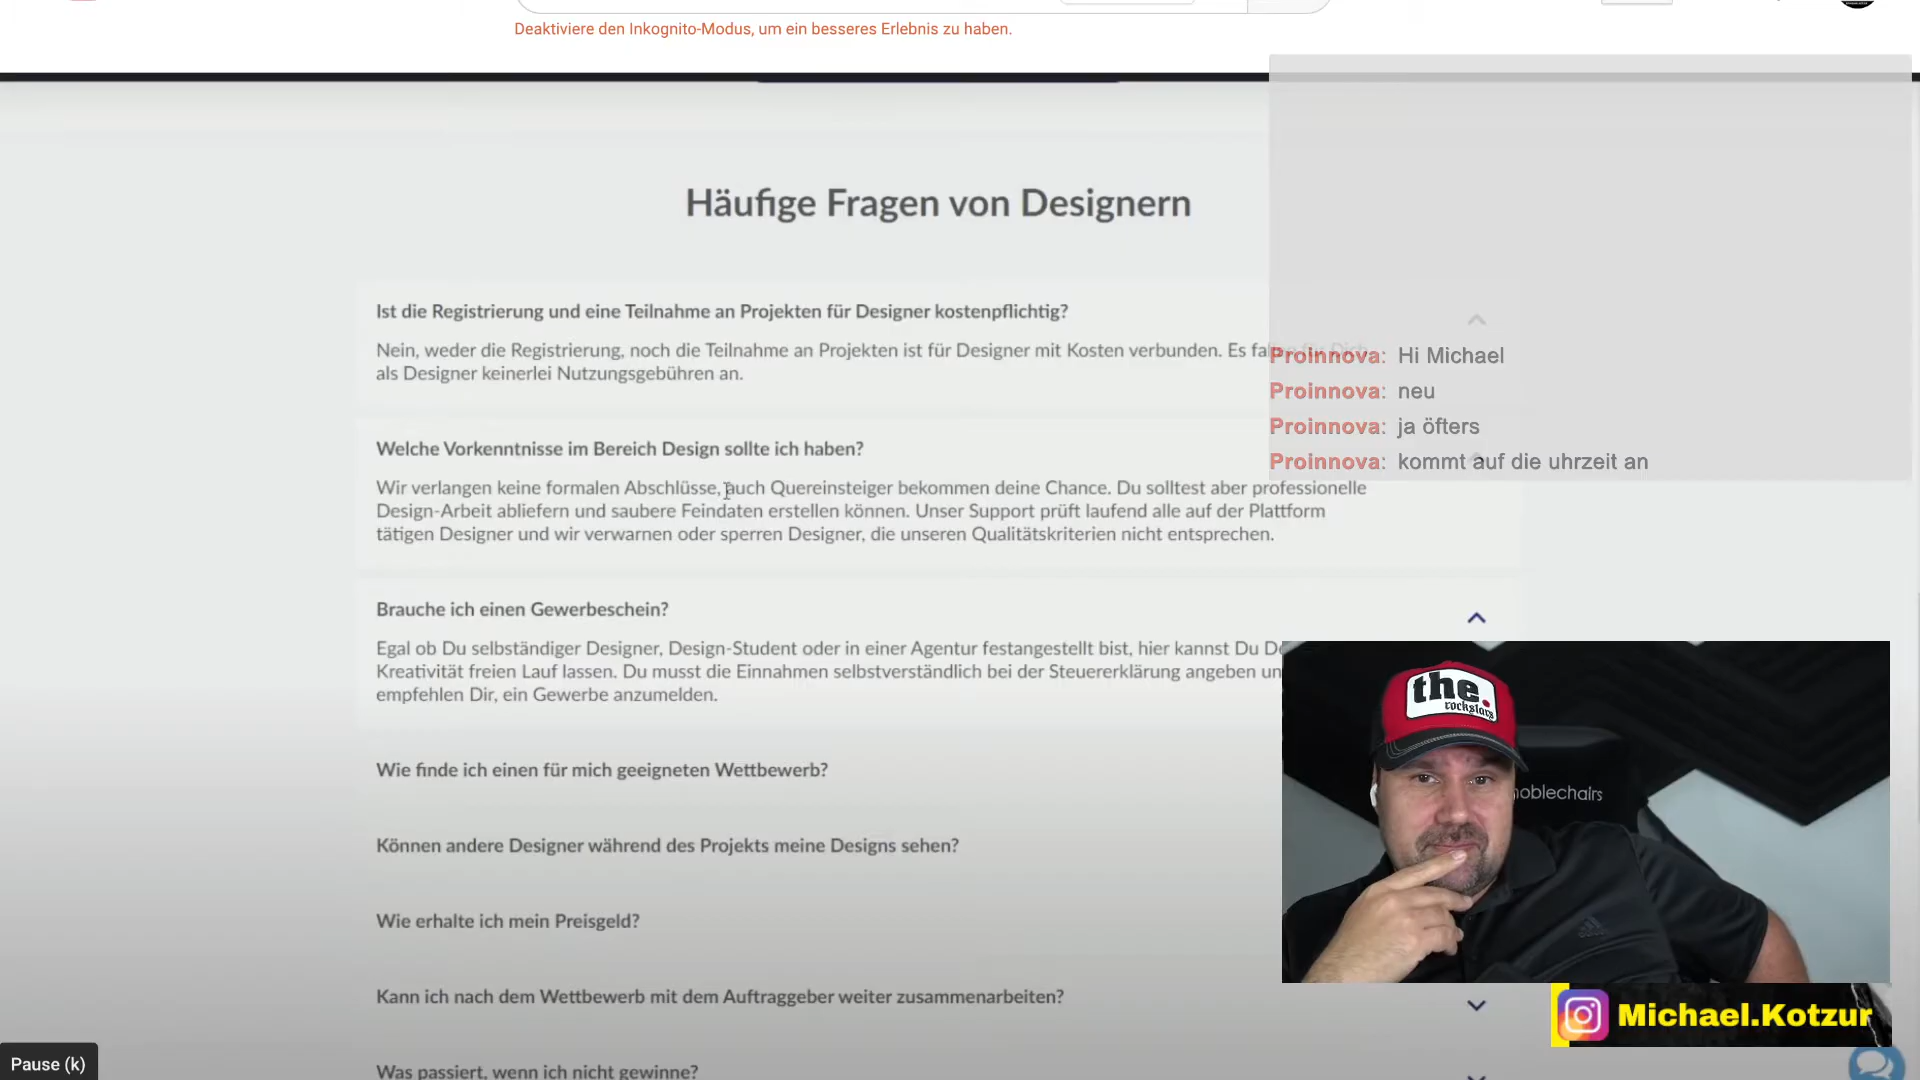 Deaktiviere den Inkognito-Modus, um ein besseres Erlebnis zu haben.
Häufige Fragen von Designern
Ist die Registrierung und eine Teilnahme an Projekten für Designer kostenpflichtig?
Nein, weder die Registrierung, noch die Teilnahme an Projekten ist für Designer mit Kosten verbunden. Es fallen für Dich
als Designer keinerlei Nutzungsgebühren an.
Proinnova: Hi Michael
Proinnova: neu
Proinnova: ja öfters
Proinnova: kommt auf die uhrzeit an
Welche Vorkenntnisse im Bereich Design sollte ich haben?
Wir verlangen keine formalen Abschlüsse, auch Quereinsteiger bekommen deine Chance. Du solltest aber professionelle
Design-Arbeit abliefern und saubere Feindaten erstellen können. Unser Support prüft laufend alle auf der Plattform
tätigen Designer und wir verwarnen oder sperren Designer, die unseren Qualitätskriterien nicht entsprechen.
Brauche ich einen Gewerbeschein?
Egal ob Du selbständiger Designer, Design-Student oder in einer Agentur festangestellt bist, hier kannst Du
Kreativität freien Lauf lassen. Du musst die Einnahmen selbstverständlich bei der Steuererklärung angeben
empfehlen Dir, ein Gewerbe anzumelden.
Wie finde ich einen für mich geeigneten Wettbewerb?
Können andere Designer während des Projekts meine Designs sehen?
Wie erhalte ich mein Preisgeld?
Kann ich nach dem Wettbewerb mit dem Auftraggeber weiter zusammenarbeiten?
Was passiert, wenn ich nicht gewinne?
the.
rockstars
noblechairs
Michael.Kotzur
Pause (k)